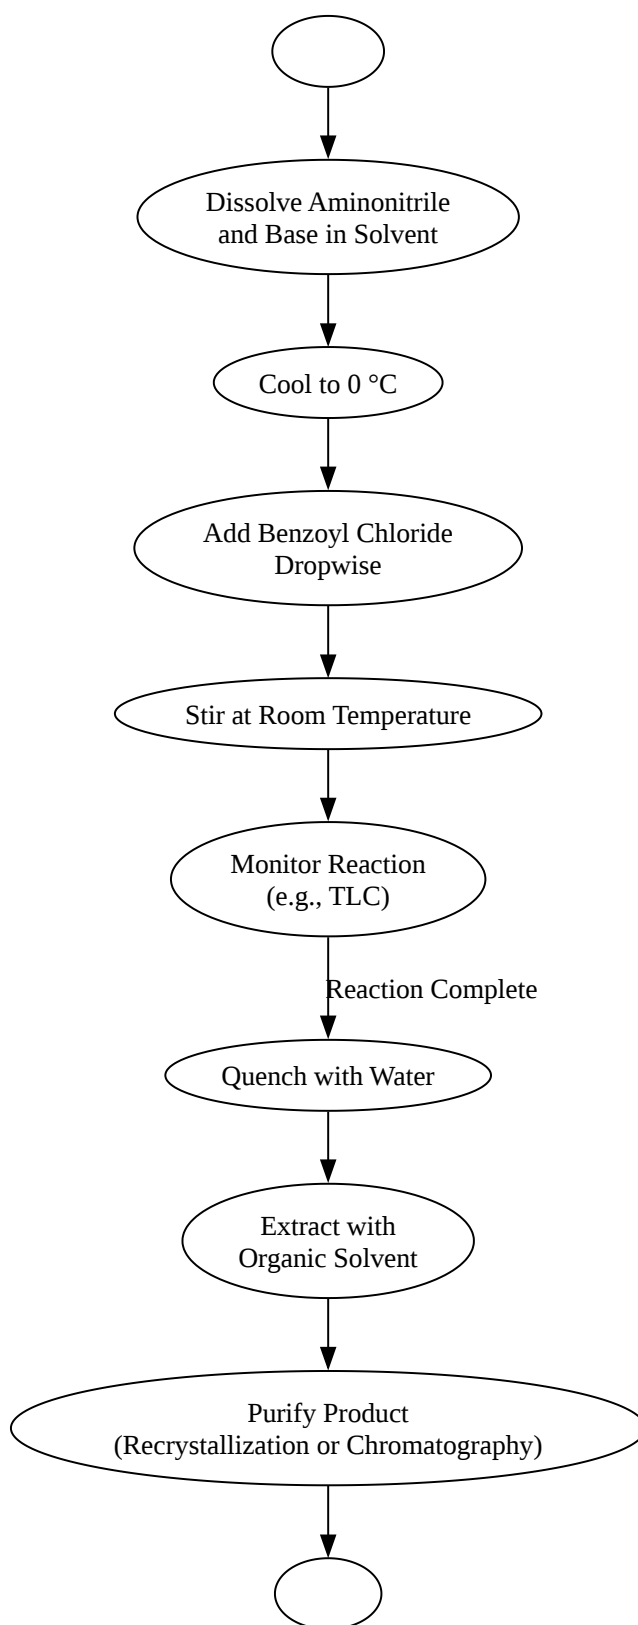 Dissolve Aminonitrile
and Base in Solvent
Cool to 0 °C
Add Benzoyl Chloride
Dropwise
Stir at Room Temperature
Monitor Reaction
(e.g., TLC)
Reaction Complete
Quench with Water
Extract with
Organic Solvent
Purify Product
(Recrystallization or Chromatography)